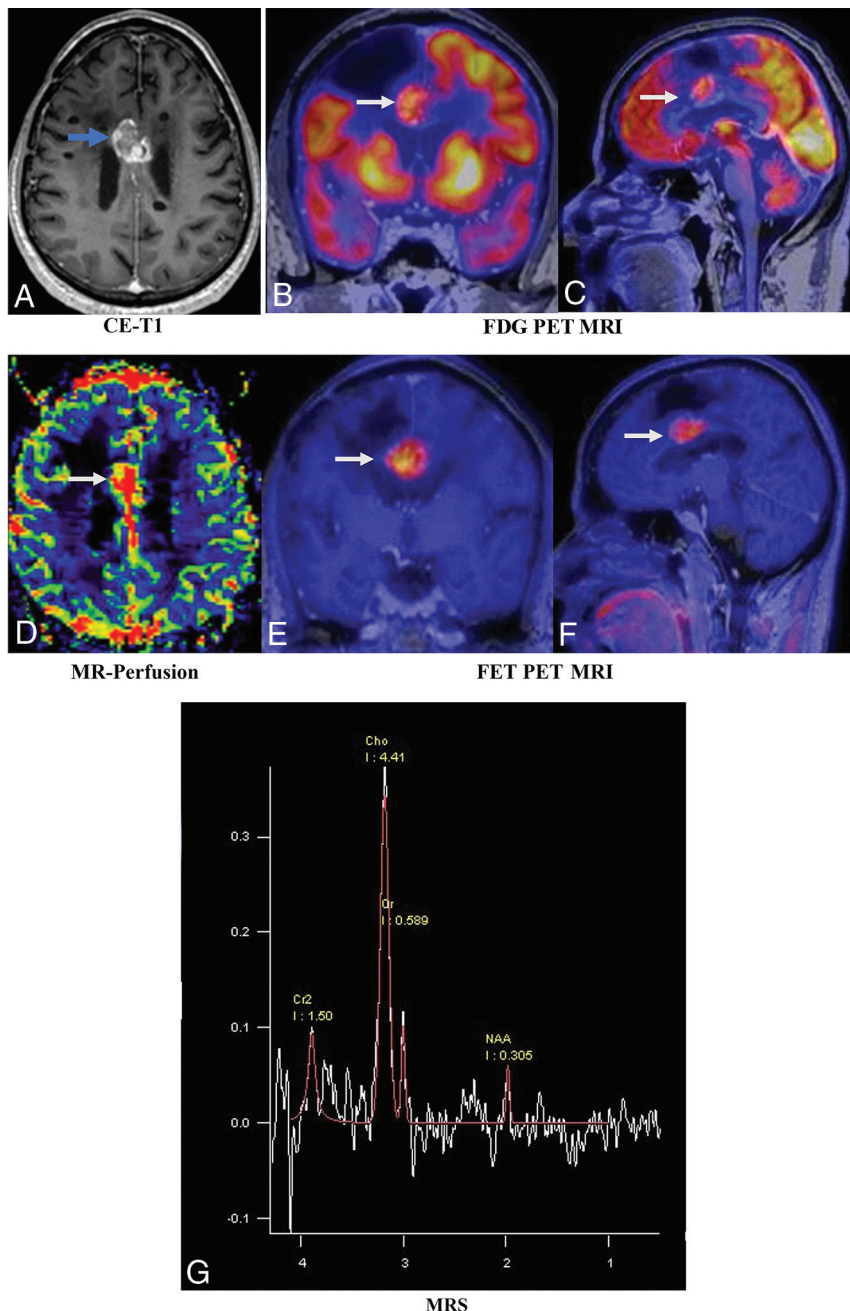 A
B
C
CE-T1
FDG PET MRI
D
E
F
MR-Perfusion
FET PET MRI
Cho
I : 4.41
0.3
Cr
I : 0.589
0.2
Cr2
I : 1.50
0.1
NAA
I : 0.305
0.0
-0.1
4
3
2
1
G
MRS